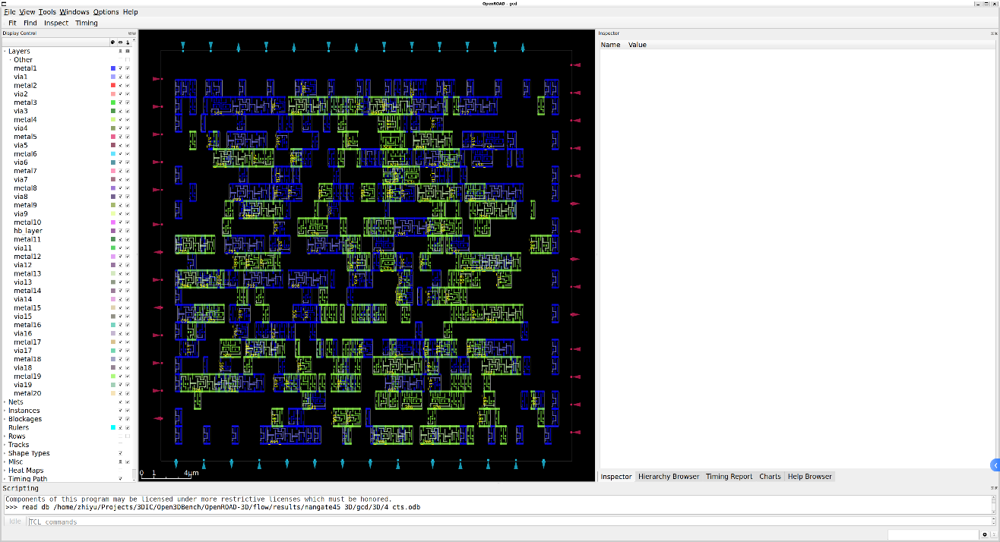 OpenROAD - gcd
File View Tools Windows Options Help
Fit Find Inspect Timing
Display Control
Layers
Other
metal1
via1
metal2
via2
metal3
via3
metal4
via4
metal5
via5
metal6
via6
metal7
via7
metal8
via8
metal9
via9
metal10
hb_layer
metal11
via11
metal12
via12
metal13
via13
metal14
via14
metal15
via15
metal16
via16
metal17
via17
metal18
via18
metal19
via19
metal20
Nets
Instances
Blockages
Rulers
Rows
Tracks
Shape Types
Misc
Heat Maps
Timing Path
0 1 4μm
Inspector
Name Value
Inspector Hierarchy Browser Timing Report Charts Help Browser
Scripting
Components of this program may be licensed under more restrictive licenses which must be honored.
>>> read_db /home/zhiyu/Projects/3DIC/Open3DBench/OpenROAD-3D/flow/results/nangate45_3D/gcd/3D/4_cts.odb
Idle TCL commands